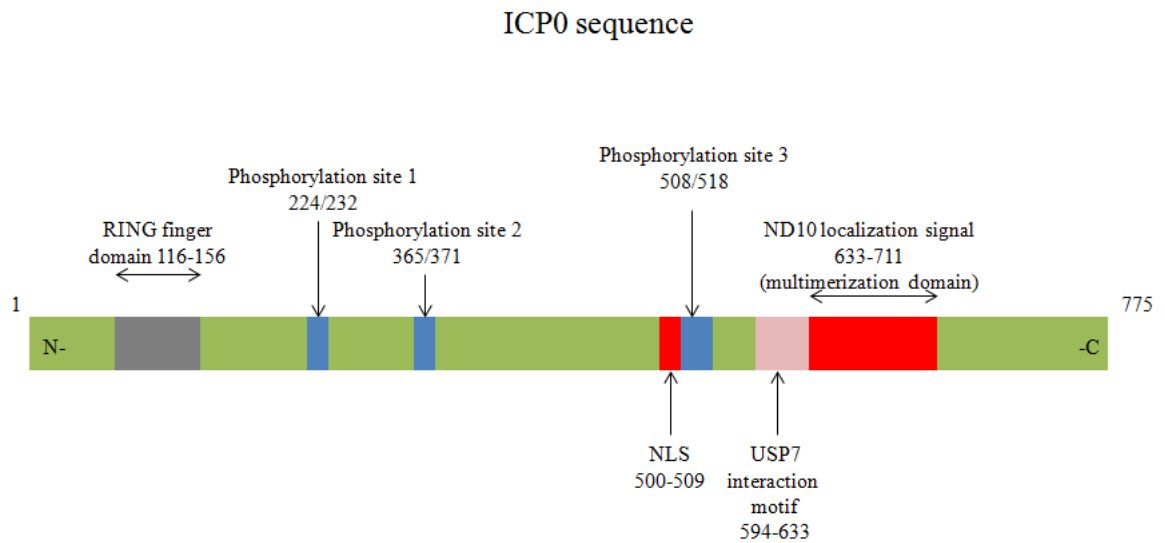 ICP0 sequence
Phosphorylation site 1
224/232
Phosphorylation site 3
508/518
RING finger
domain 116-156
Phosphorylation site 2
365/371
ND10 localization signal
633-711
(multimerization domain)
1
775
N-
-C
NLS
500-509
USP7
interaction
motif
594-633